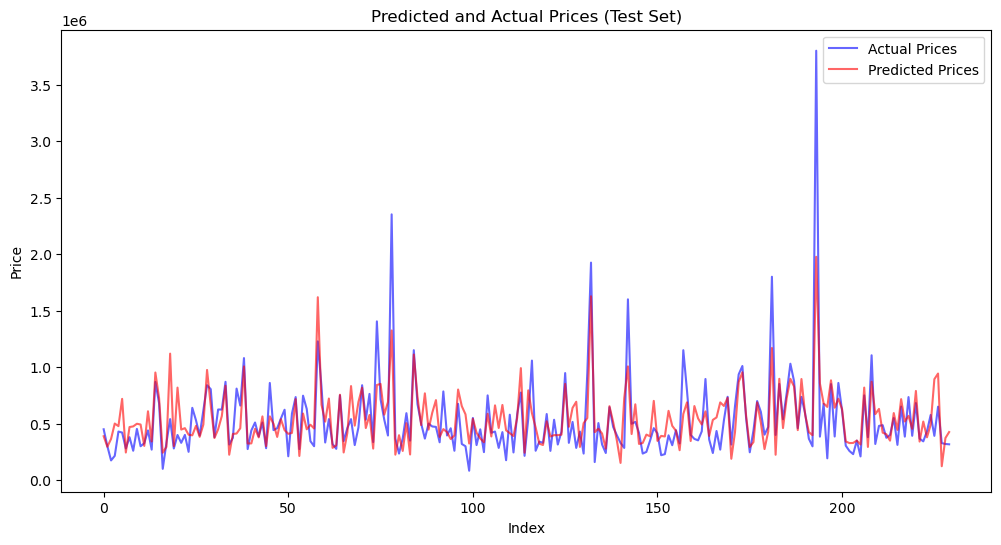 Predicted and Actual Prices (Test Set)
1e6
Actual Prices
Predicted Prices
3.5
3.0
2.5
2.0
1.5
1.0
0.5
0.0
Price
0 50 100 150 200
Index